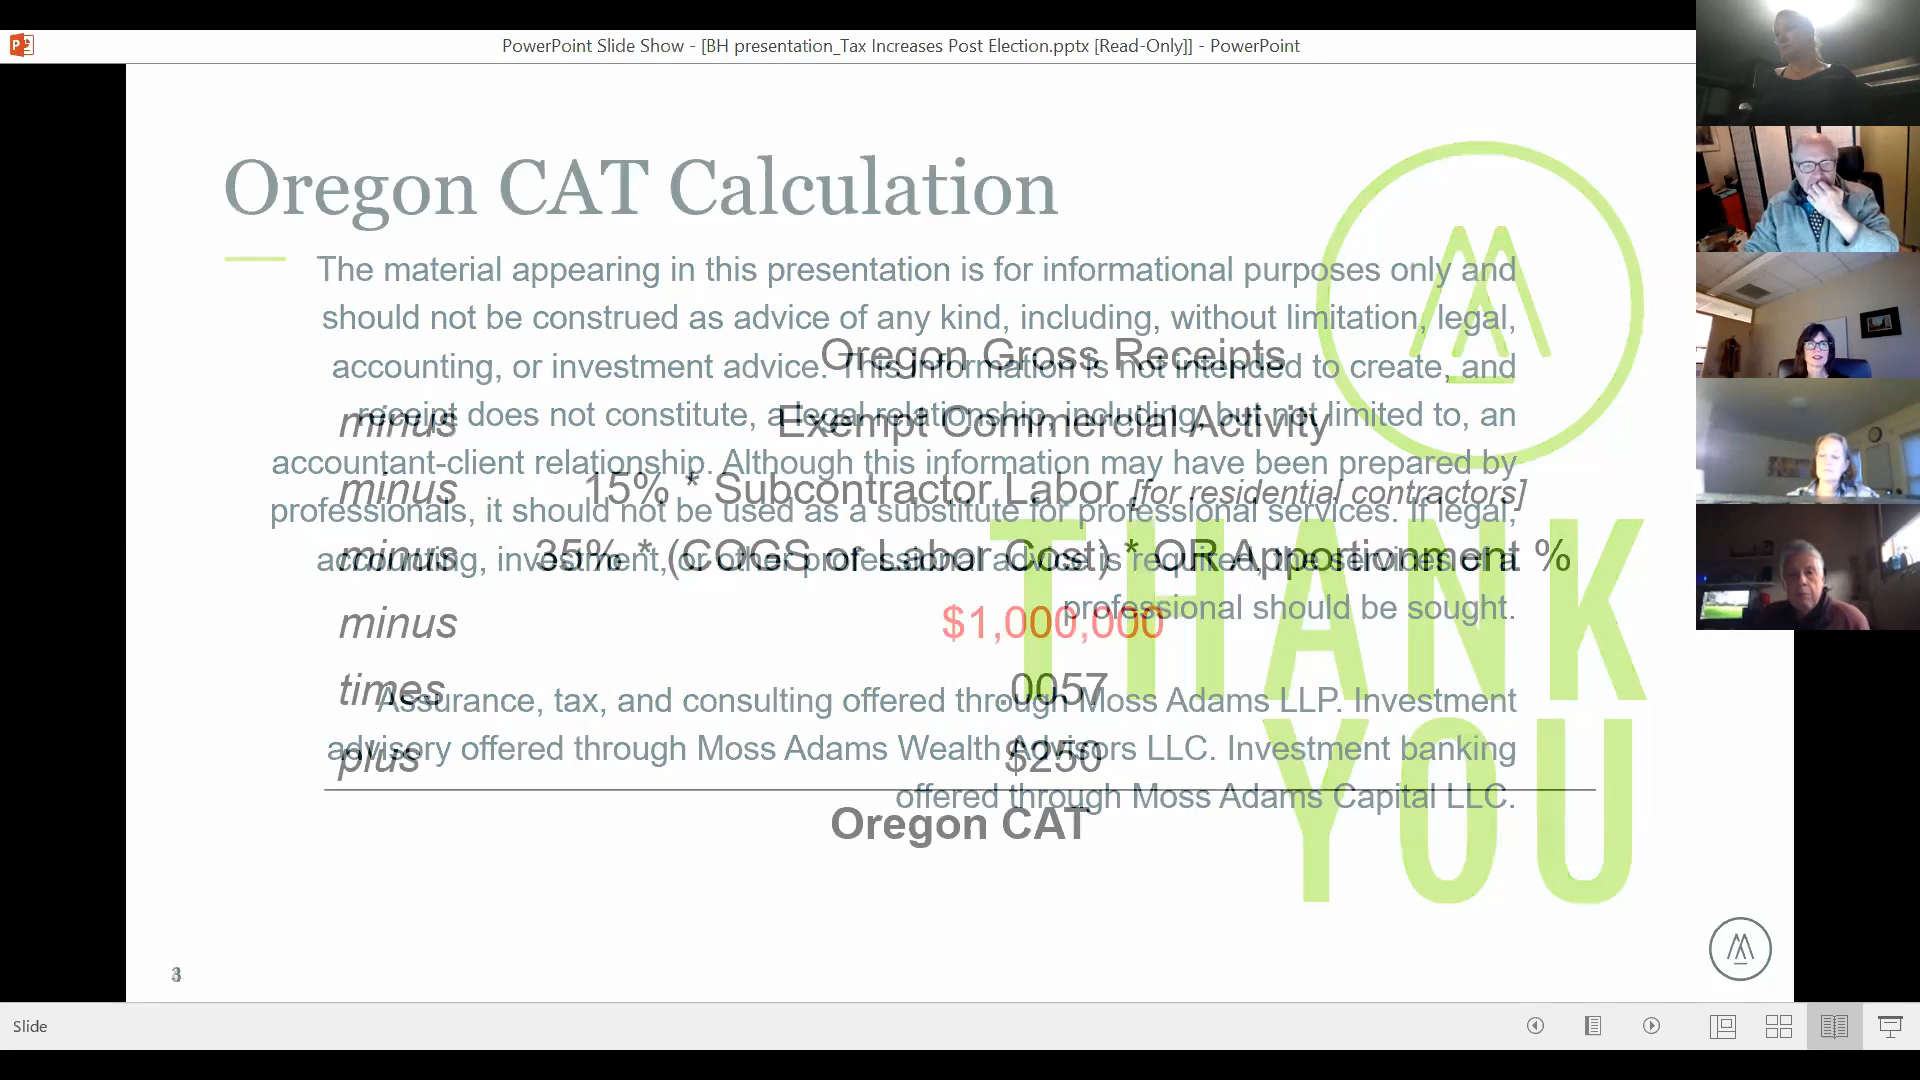 PowerPoint Slide Show - [BH presentation_Tax Increases Post Election.pptx [Read-Only]] - PowerPoint
Oregon CAT Calculation
The material appearing in this presentation is for informational purposes only and
should not be construed as advice of any kind, including, without limitation, legal,
accounting, or investment advice. This information is not intended to create, and
receipt does not constitute, a legal relationship, including, but not limited to, an
accountant-client relationship. Although this information may have been prepared by
professionals, it should not be used as a substitute for professional services. If legal,
accounting, investment, or other professional advice is required, the services of a
professional should be sought.
Assurance, tax, and consulting offered through Moss Adams LLP. Investment
advisory offered through Moss Adams Wealth Advisors LLC. Investment banking
offered through Moss Adams Capital LLC.
Oregon Gross Receipts
minus Exempt Commercial Activity
minus 15% * Subcontractor Labor [for residential contractors]
minus 35% * (COGS of Labor Cost) * OR Apportionment %
minus $1,000,000
times .0057
plus $250
Oregon CAT
THANK
YOU
Slide